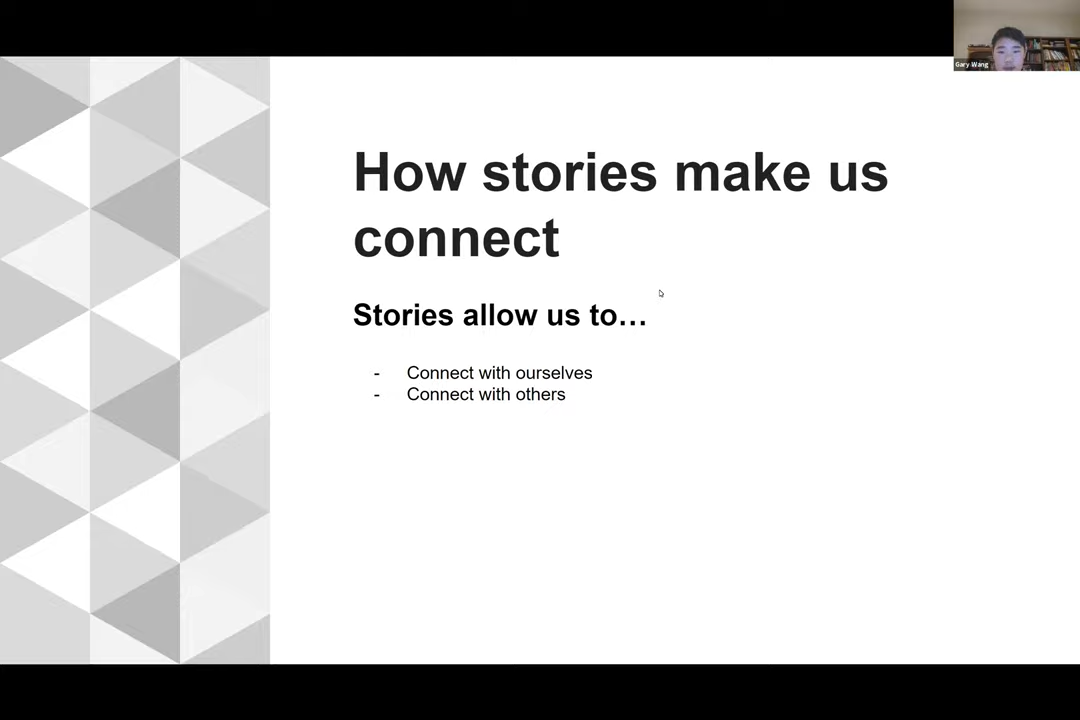 Gary Wang
How stories make us
connect
Stories allow us to…
- Connect with ourselves
- Connect with others